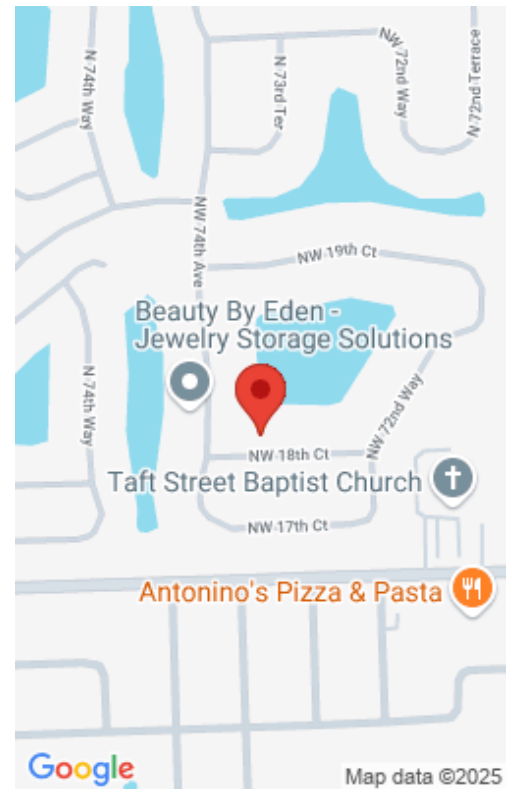 N 74th Way
N 73rd Ter
NW 72nd Way
N 72nd Terrace
NW 74th Ave
NW 19th Ct
Beauty By Eden -
Jewelry Storage Solutions
N 74th Way
NW 72nd Way
NW 18th Ct
Taft Street Baptist Church
NW 17th Ct
Antonino's Pizza & Pasta
Google
Map data ©2025